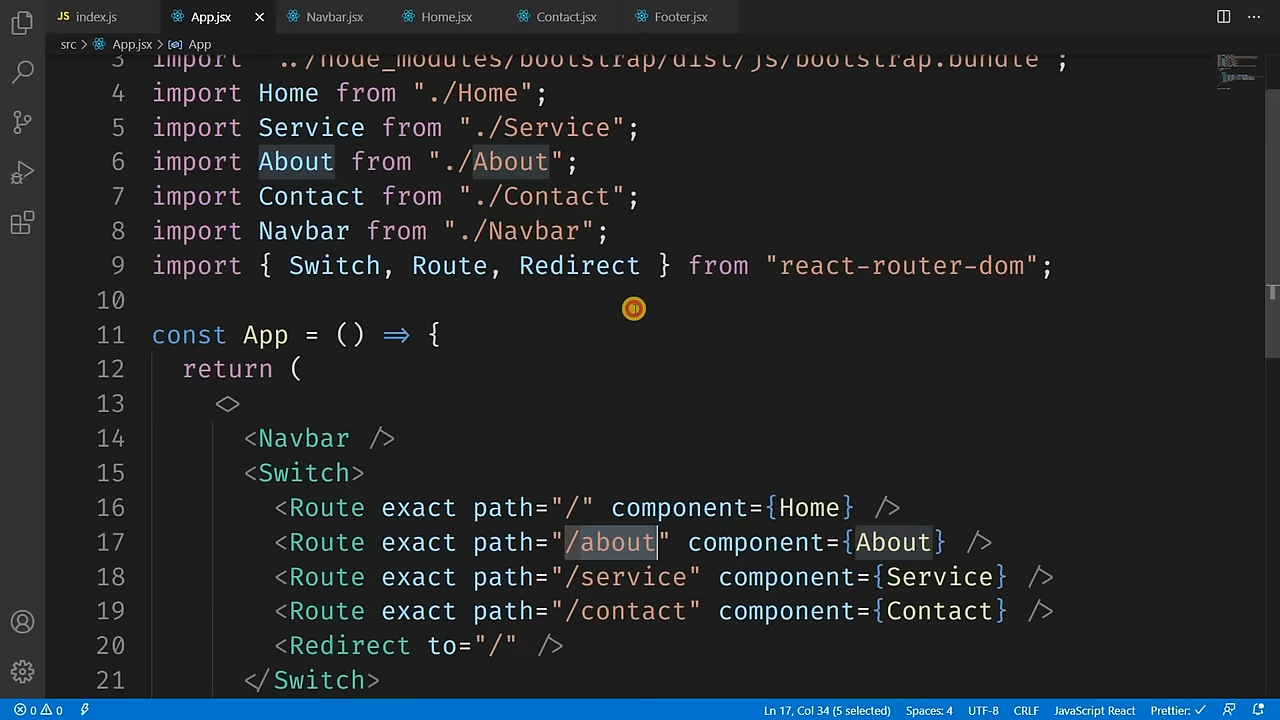 JS index.js App.jsx Navbar.jsx Home.jsx Contact.jsx Footer.jsx
src > App.jsx > App
3 import "../node_modules/bootstrap/dist/js/bootstrap.bundle";
4 import Home from "./Home";
5 import Service from "./Service";
6 import About from "./About";
7 import Contact from "./Contact";
8 import Navbar from "./Navbar";
9 import { Switch, Route, Redirect } from "react-router-dom";
10
11 const App = () => {
12 return (
13 <>
14 <Navbar />
15 <Switch>
16 <Route exact path="/" component={Home} />
17 <Route exact path="/about" component={About} />
18 <Route exact path="/service" component={Service} />
19 <Route exact path="/contact" component={Contact} />
20 <Redirect to="/" />
21 </Switch>
0 0 Ln 17, Col 34 (5 selected) Spaces: 4 UTF-8 CRLF JavaScript React Prettier: ✓